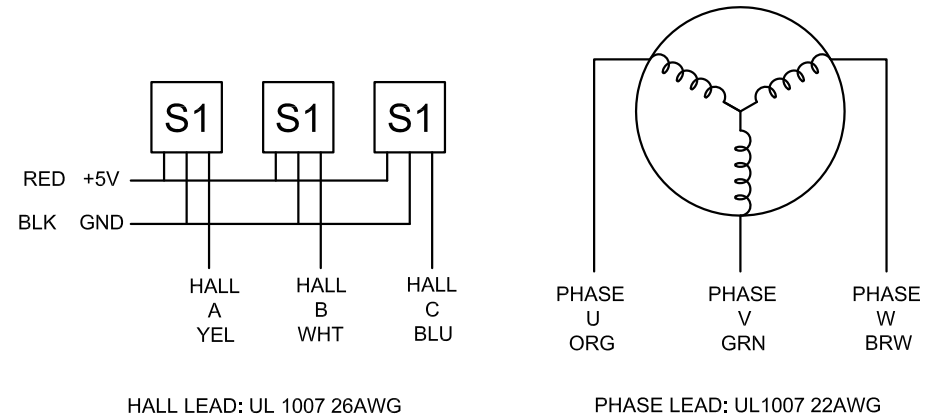 S1 S1 S1
RED +5V
BLK GND
HALL
A
YEL
HALL
B
WHT
HALL
C
BLU
HALL LEAD: UL 1007 26AWG
PHASE
U
ORG
PHASE
V
GRN
PHASE
W
BRW
PHASE LEAD: UL1007 22AWG